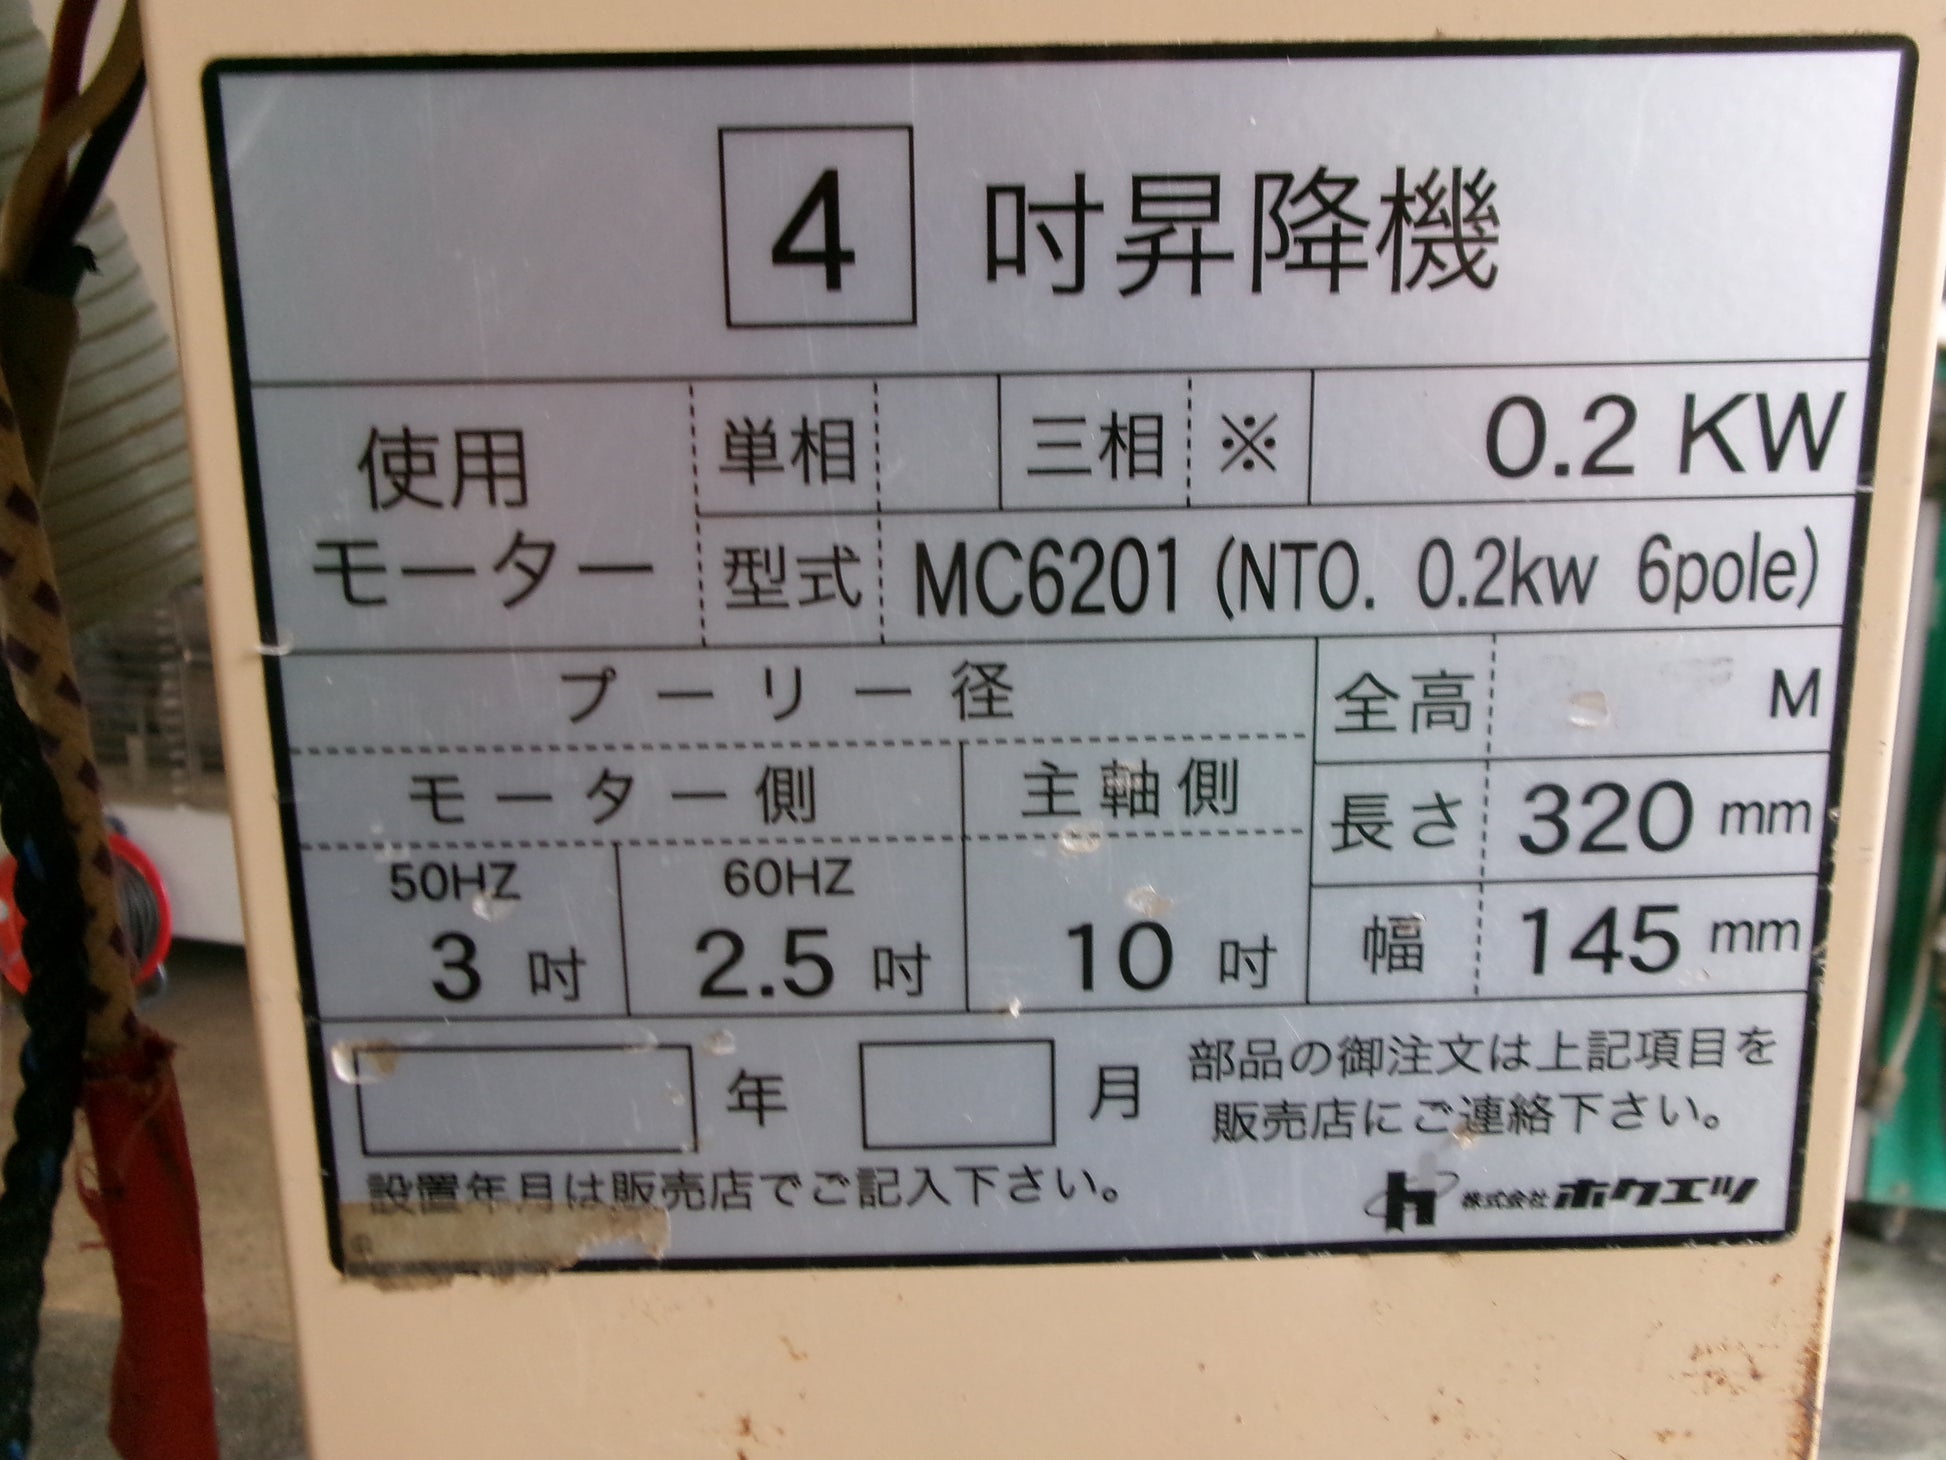 4 吋昇降機
使用モーター 単相 三相 ※ 0.2 KW
型式 MC6201 (NTO. 0.2kw 6pole)
プーリー径 全高 M
モーター側 主軸側 長さ 320 mm
50HZ 60HZ
3 吋 2.5 吋 10 吋 幅 145 mm
年 月 部品の御注文は上記項目を
販売店にご連絡下さい。
設置年月は販売店でご記入下さい。
h 株式会社ホクエツ